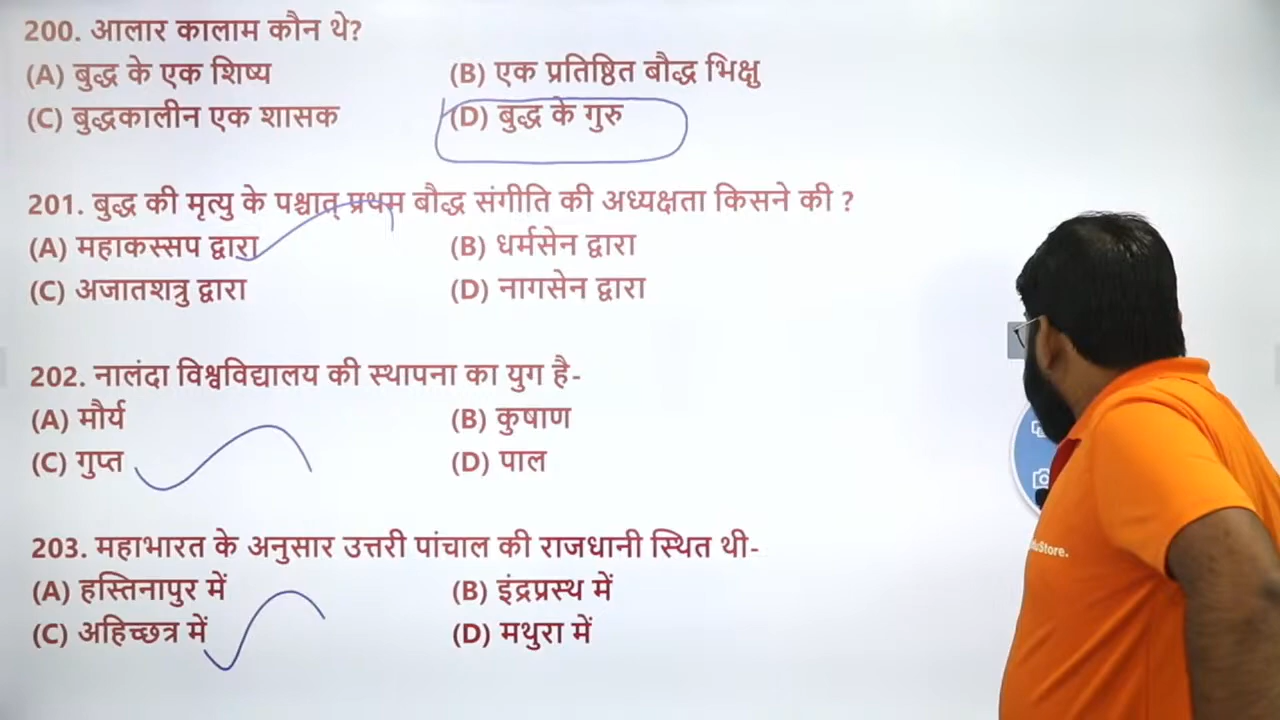 200. आलार कालाम कौन थे?
(A) बुद्ध के एक शिष्य (B) एक प्रतिष्ठित बौद्ध भिक्षु
(C) बुद्धकालीन एक शासक (D) बुद्ध के गुरु
201. बुद्ध की मृत्यु के पश्चात् प्रथम बौद्ध संगीति की अध्यक्षता किसने की ?
(A) महाकस्सप द्वारा (B) धर्मसेन द्वारा
(C) अजातशत्रु द्वारा (D) नागसेन द्वारा
202. नालंदा विश्वविद्यालय की स्थापना का युग है-
(A) मौर्य (B) कुषाण
(C) गुप्त (D) पाल
203. महाभारत के अनुसार उत्तरी पांचाल की राजधानी स्थित थी-
(A) हस्तिनापुर में (B) इंद्रप्रस्थ में
(C) अहिच्छत्र में (D) मथुरा में